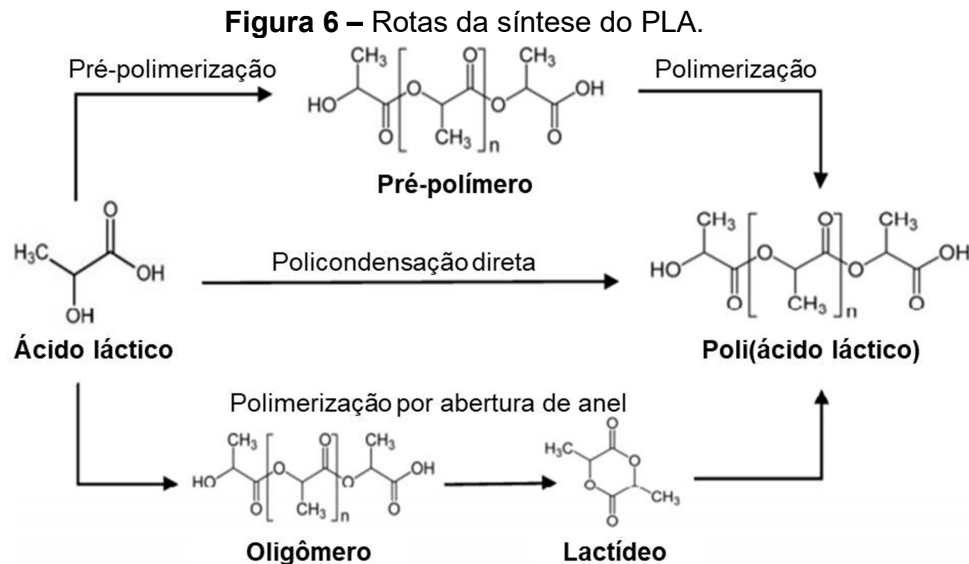 Figura 6 – Rotas da síntese do PLA.
Pré-polimerização
CH₃
O
CH₃
Polimerização
HO
O
O
OH
O
CH₃
n
O
Pré-polímero
O
H₃C
OH
OH
Ácido láctico
Policondensação direta
CH₃
O
CH₃
HO
O
O
OH
O
CH₃
n
O
Poli(ácido láctico)
Polimerização por abertura de anel
CH₃
O
CH₃
HO
O
O
OH
O
CH₃
n
O
Oligômero
O
H₃C
O
O
CH₃
O
Lactídeo